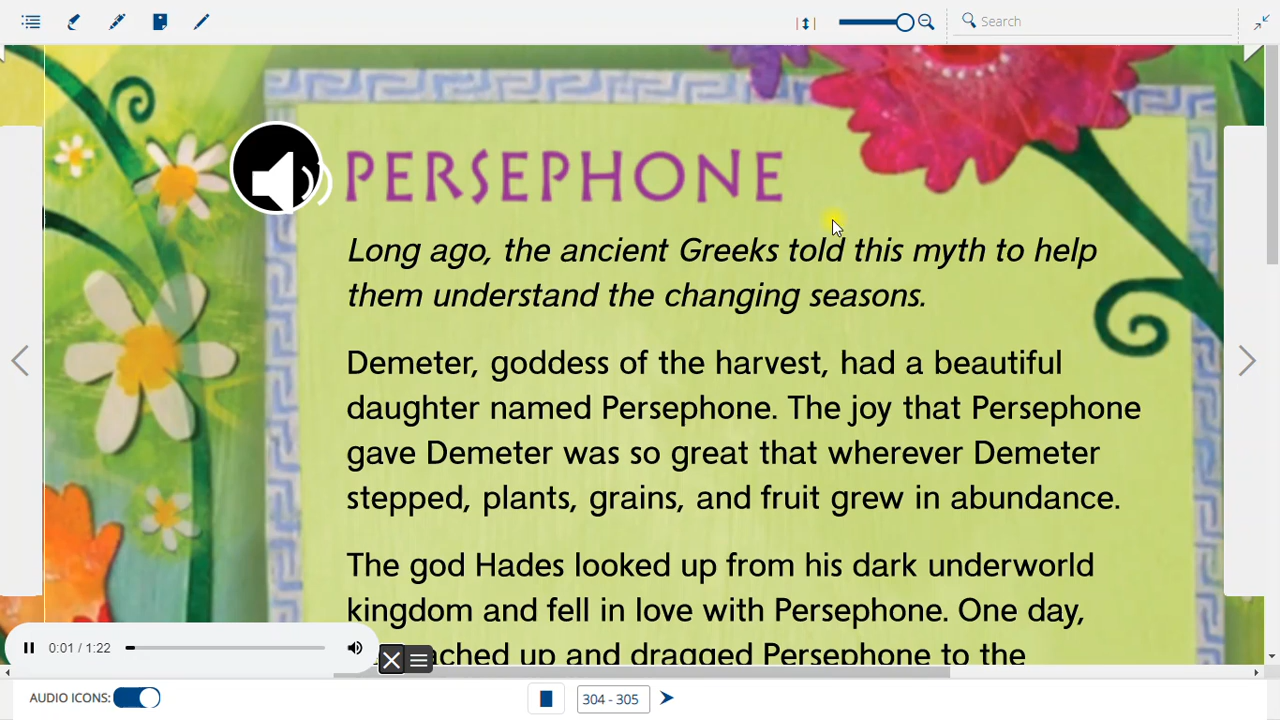 Search
PERSEPHONE
Long ago, the ancient Greeks told this myth to help
them understand the changing seasons.
Demeter, goddess of the harvest, had a beautiful
daughter named Persephone. The joy that Persephone
gave Demeter was so great that wherever Demeter
stepped, plants, grains, and fruit grew in abundance.
The god Hades looked up from his dark underworld
kingdom and fell in love with Persephone. One day,
up and dragged Persephone to the
0:01 / 1:22
AUDIO ICONS:
304 - 305